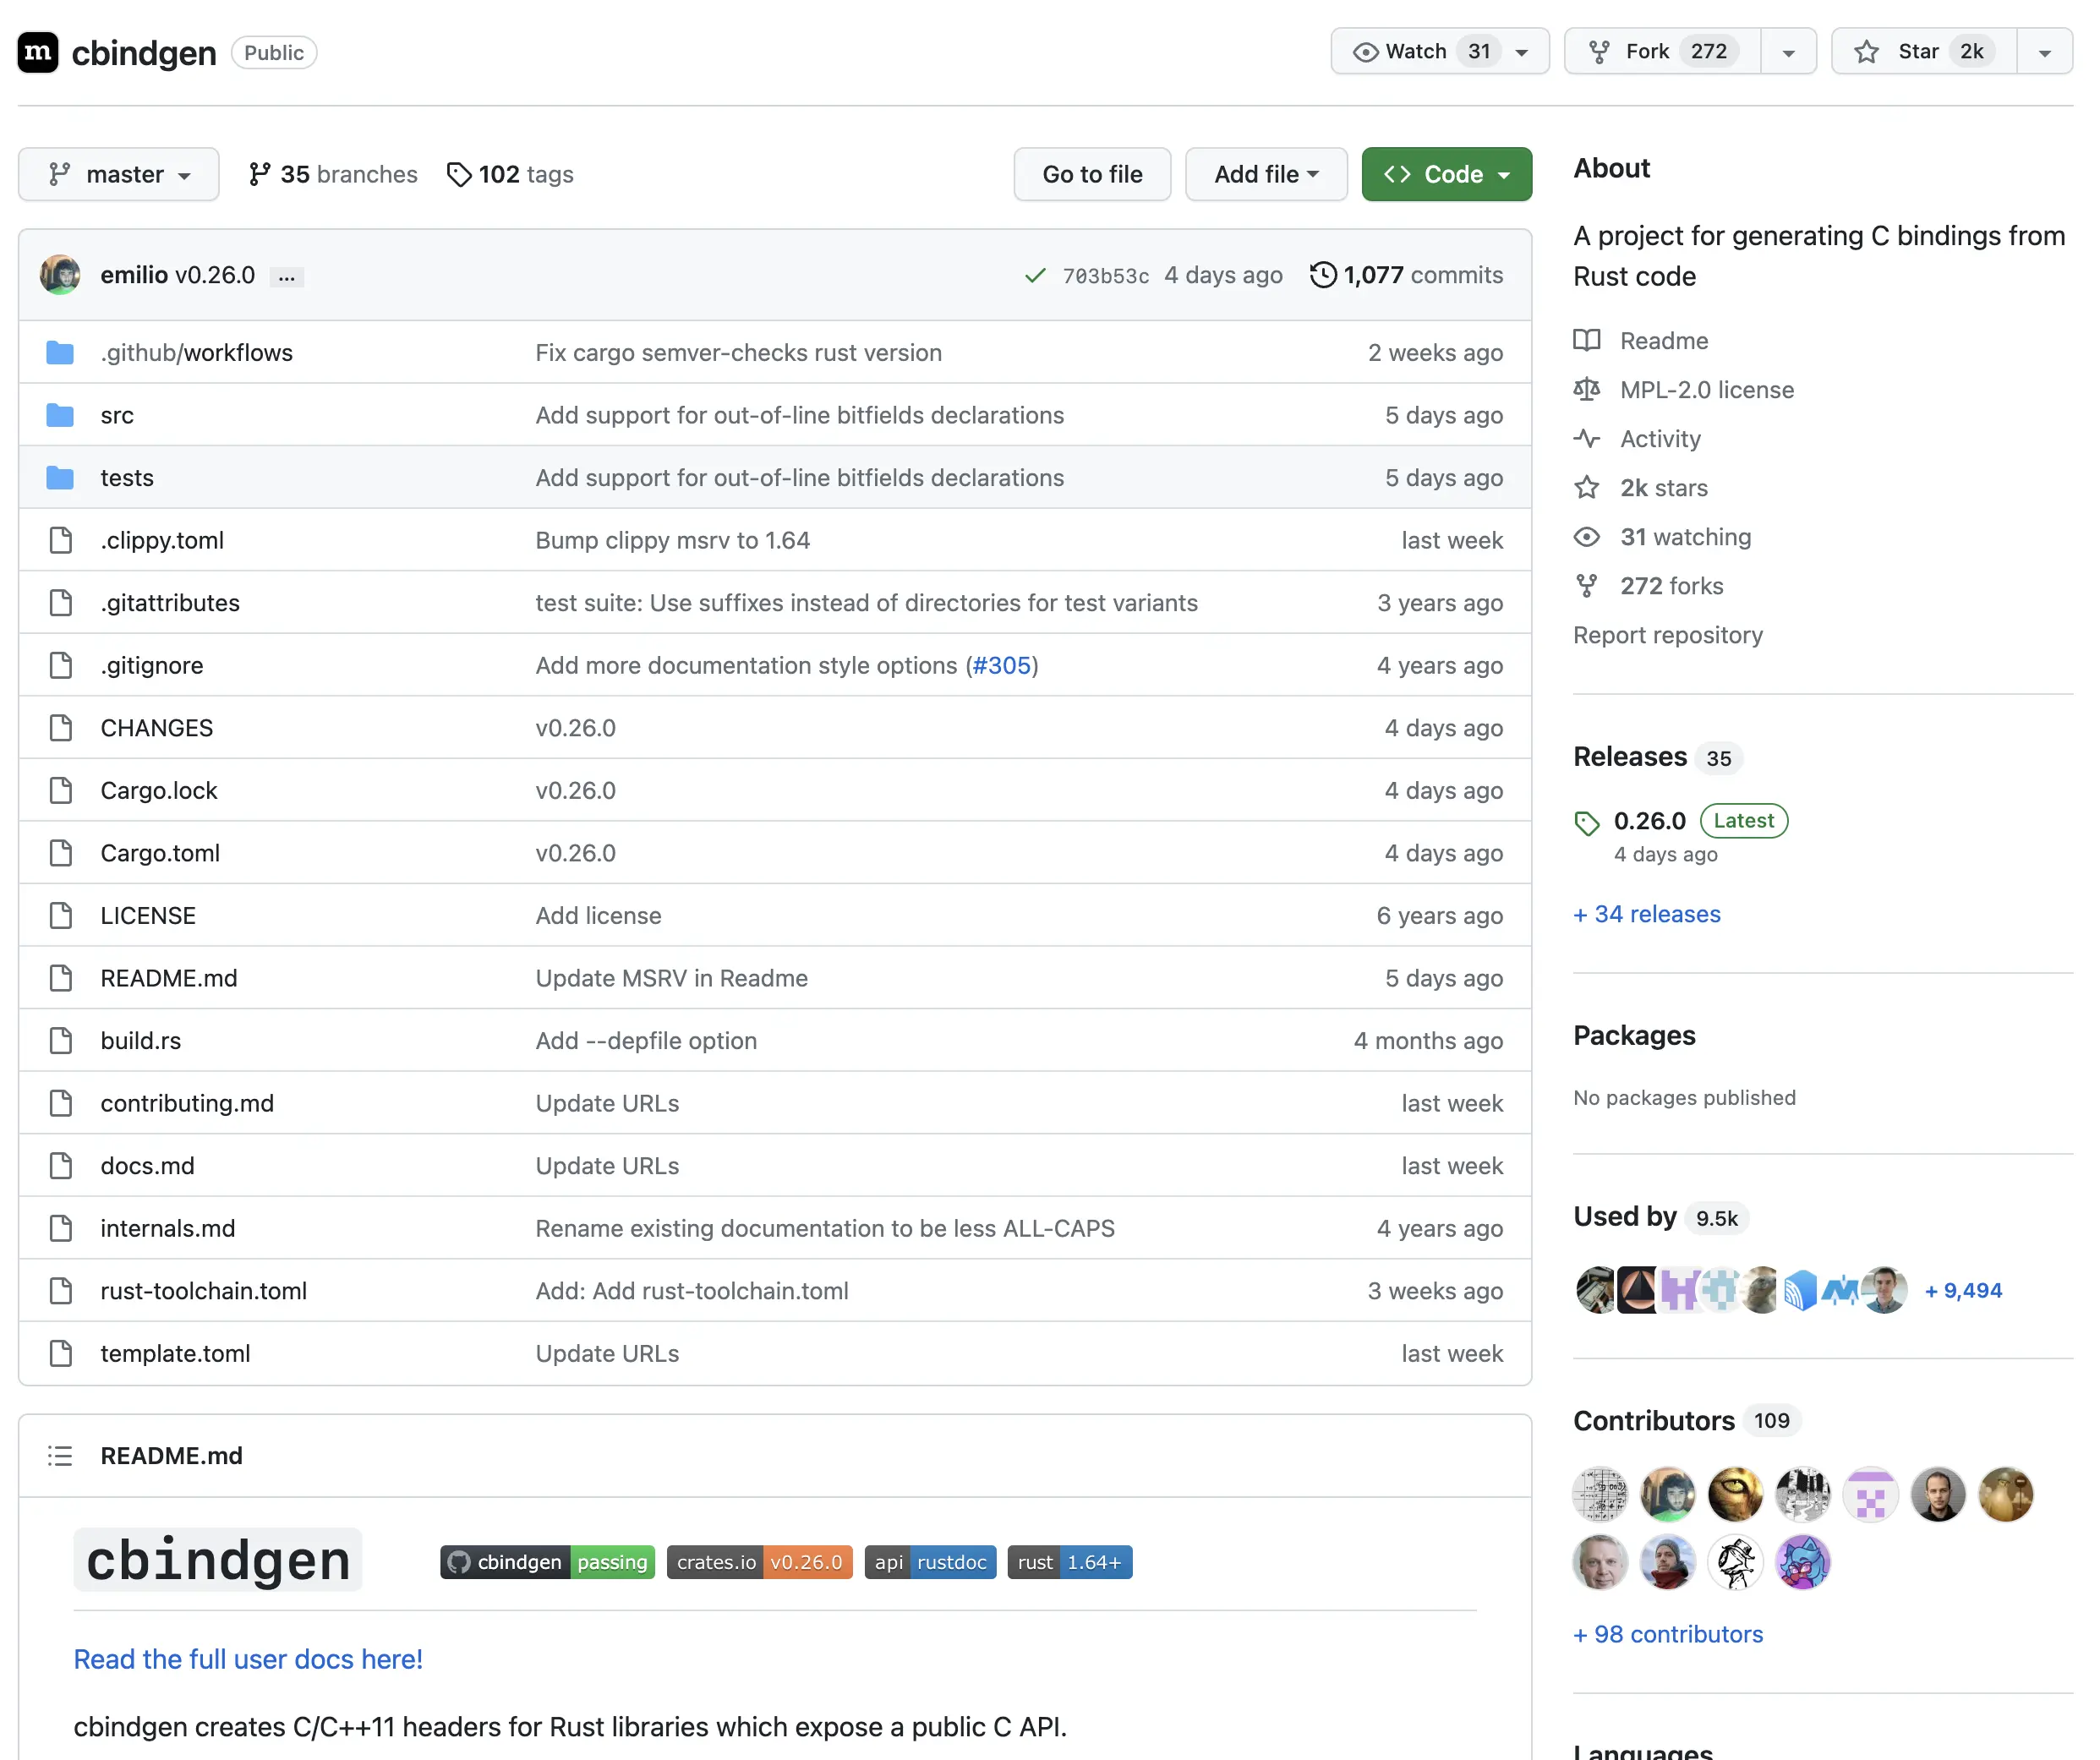 m cbindgen Public Watch 31 Fork 272 Star 2k
master 35 branches 102 tags Go to file Add file <> Code
emilio v0.26.0 ... 703b53c 4 days ago 1,077 commits
.github/workflows Fix cargo semver-checks rust version 2 weeks ago
src Add support for out-of-line bitfields declarations 5 days ago
tests Add support for out-of-line bitfields declarations 5 days ago
.clippy.toml Bump clippy msrv to 1.64 last week
.gitattributes test suite: Use suffixes instead of directories for test variants 3 years ago
.gitignore Add more documentation style options (#305) 4 years ago
CHANGES v0.26.0 4 days ago
Cargo.lock v0.26.0 4 days ago
Cargo.toml v0.26.0 4 days ago
LICENSE Add license 6 years ago
README.md Update MSRV in Readme 5 days ago
build.rs Add --depfile option 4 months ago
contributing.md Update URLs last week
docs.md Update URLs last week
internals.md Rename existing documentation to be less ALL-CAPS 4 years ago
rust-toolchain.toml Add: Add rust-toolchain.toml 3 weeks ago
template.toml Update URLs last week
README.md
cbindgen cbindgen passing crates.io v0.26.0 api rustdoc rust 1.64+
Read the full user docs here!
cbindgen creates C/C++11 headers for Rust libraries which expose a public C API.
About
A project for generating C bindings from
Rust code
Readme
MPL-2.0 license
Activity
2k stars
31 watching
272 forks
Report repository
Releases 35
0.26.0 Latest
4 days ago
+ 34 releases
Packages
No packages published
Used by 9.5k
+ 9,494
Contributors 109
+ 98 contributors
Languages